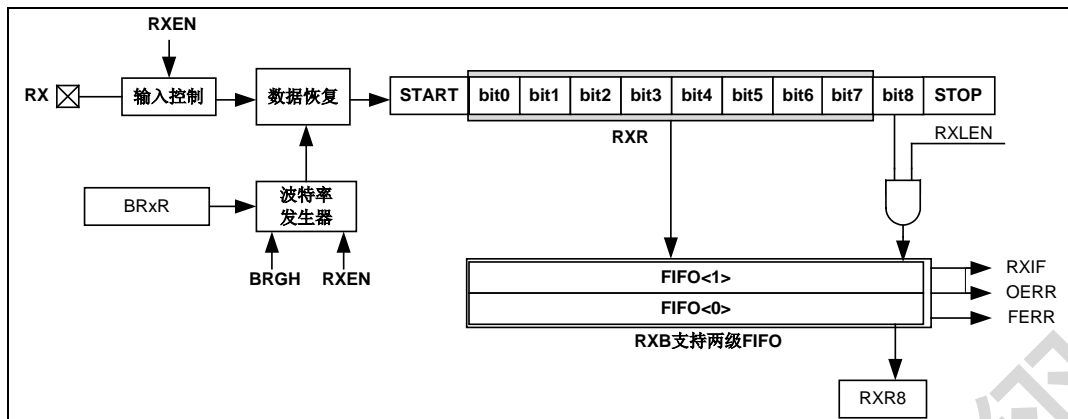 RXEN
RX
输入控制
数据恢复
START bit0 bit1 bit2 bit3 bit4 bit5 bit6 bit7 bit8 STOP
RXR
RXLEN
BRxR
波特率
发生器
BRGH
RXEN
FIFO<1>
FIFO<0>
RXIF
OERR
FERR
RXB支持两级FIFO
RXR8